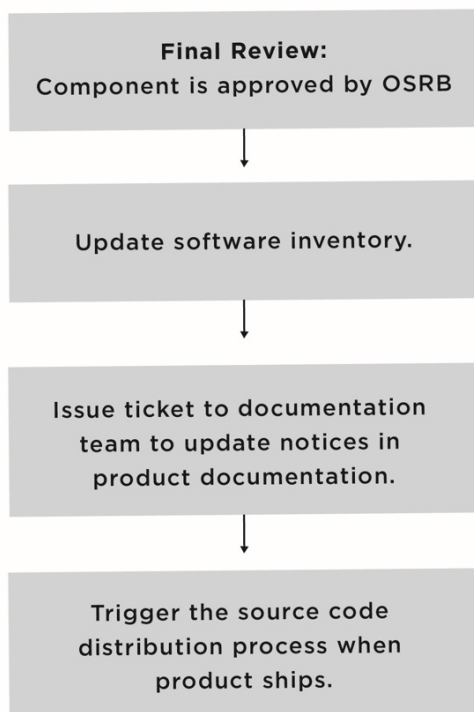 Final Review:
Component is approved by OSRB
Update software inventory.
Issue ticket to documentation
team to update notices in
product documentation.
Trigger the source code
distribution process when
product ships.